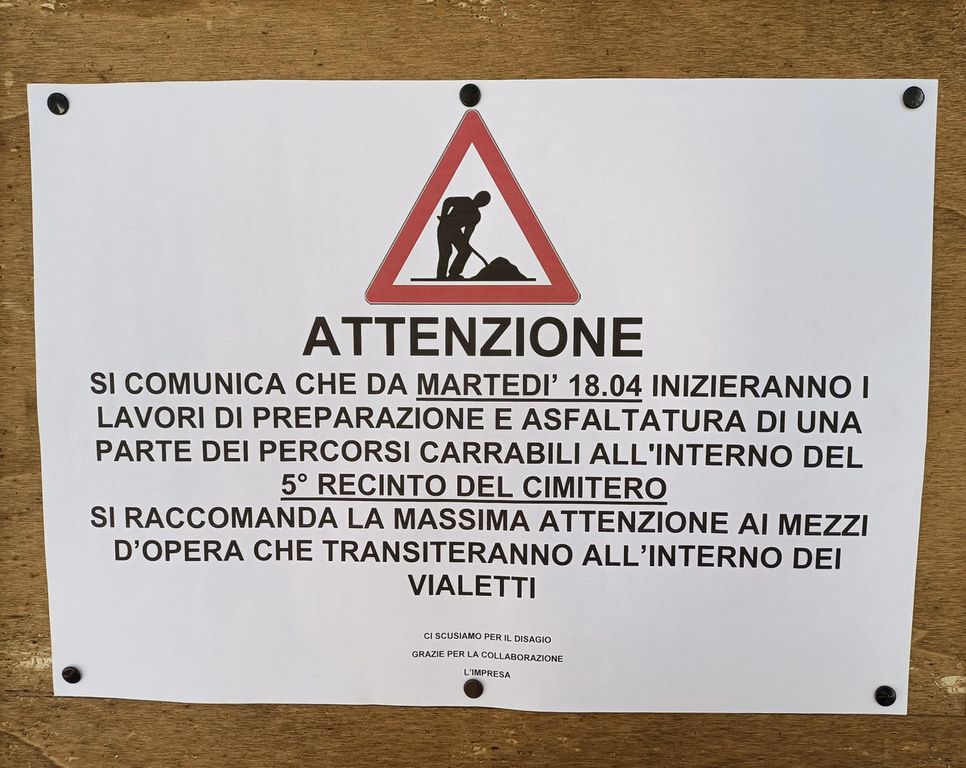 ATTENZIONE
SI COMUNICA CHE DA MARTEDI’ 18.04 INIZIERANNO I
LAVORI DI PREPARAZIONE E ASFALTATURA DI UNA
PARTE DEI PERCORSI CARRABILI ALL'INTERNO DEL
5° RECINTO DEL CIMITERO
SI RACCOMANDA LA MASSIMA ATTENZIONE AI MEZZI
D’OPERA CHE TRANSITERANNO ALL’INTERNO DEI
VIALETTI
CI SCUSIAMO PER IL DISAGIO
GRAZIE PER LA COLLABORAZIONE
L’IMPRESA